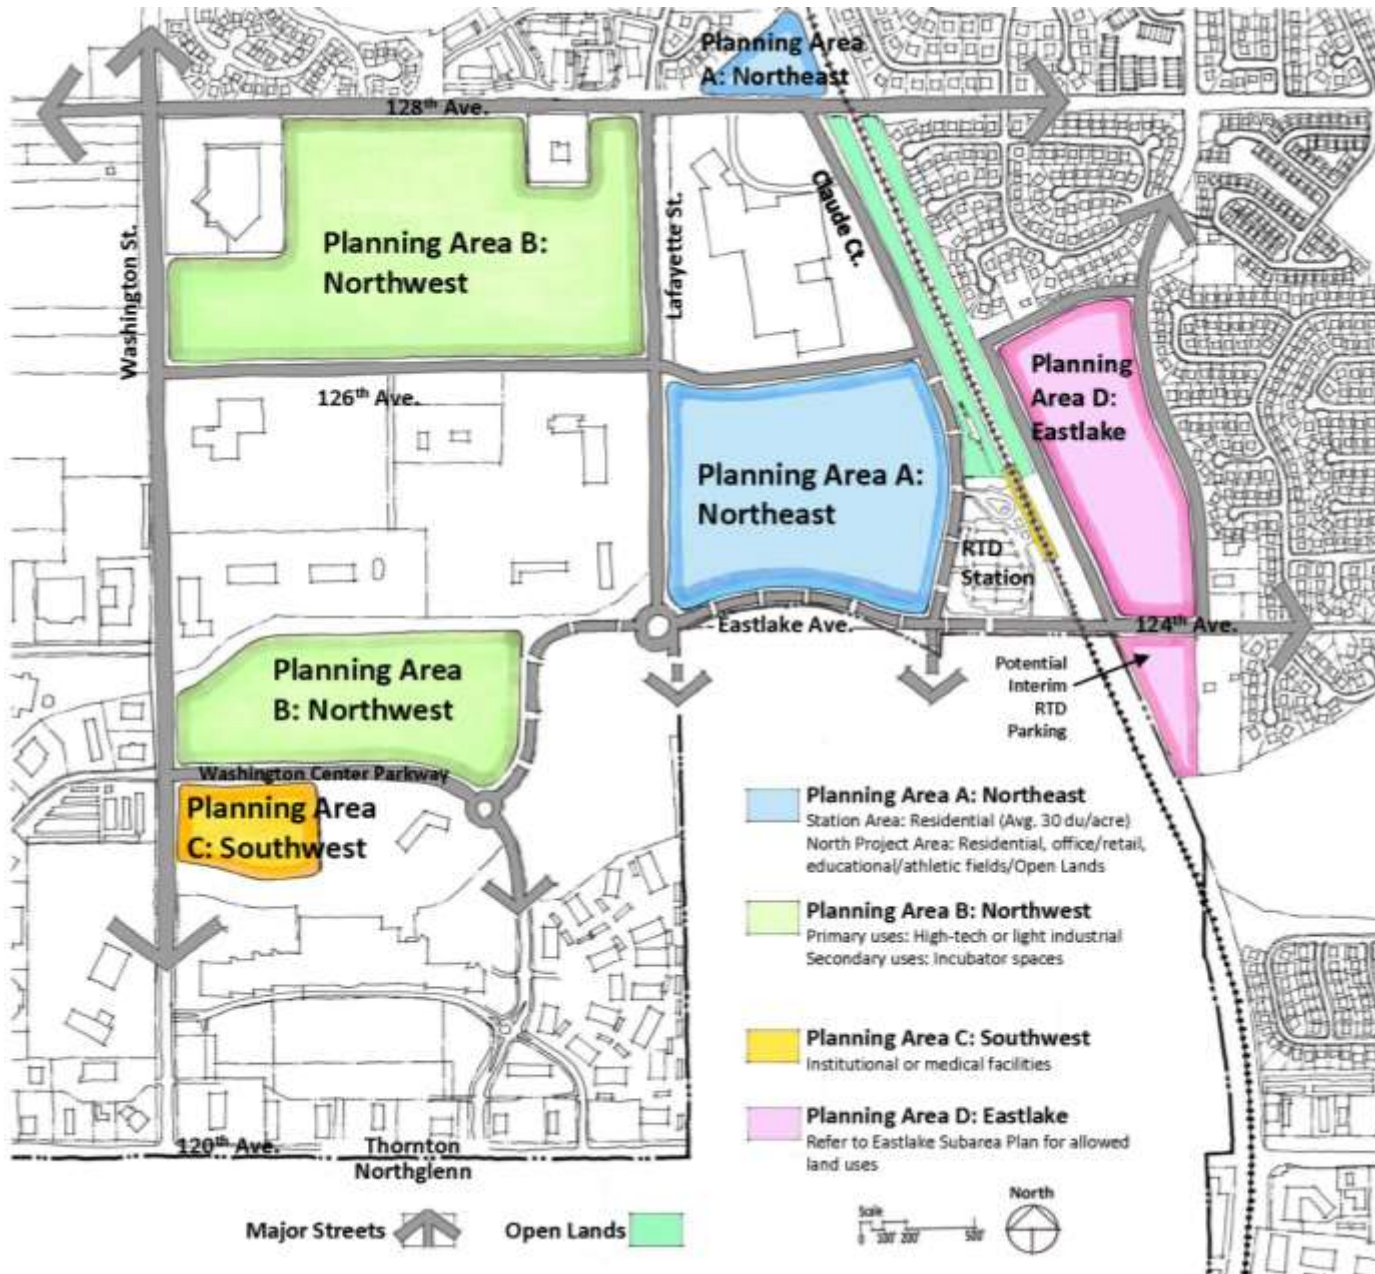 Planning Area
A: Northeast
128th Ave.
Planning Area B:
Northwest
Washington St.
Lafayette St.
Claude Ct.
126th Ave.
Planning
Area D:
Eastlake
Planning Area A:
Northeast
RTD
Station
Eastlake Ave.
124th Ave.
Potential
Interim
RTD
Parking
Planning Area
B: Northwest
Washington Center Parkway
Planning Area
C: Southwest
Planning Area A: Northeast
Station Area: Residential (Avg. 30 du/acre)
North Project Area: Residential, office/retail,
educational/athletic fields/Open Lands
Planning Area B: Northwest
Primary uses: High-tech or light industrial
Secondary uses: Incubator spaces
Planning Area C: Southwest
Institutional or medical facilities
Planning Area D: Eastlake
Refer to Eastlake Subarea Plan for allowed
land uses
120th Ave.
Thornton
Northglenn
Major Streets
Open Lands
Scale
0 100' 200' 500'
North